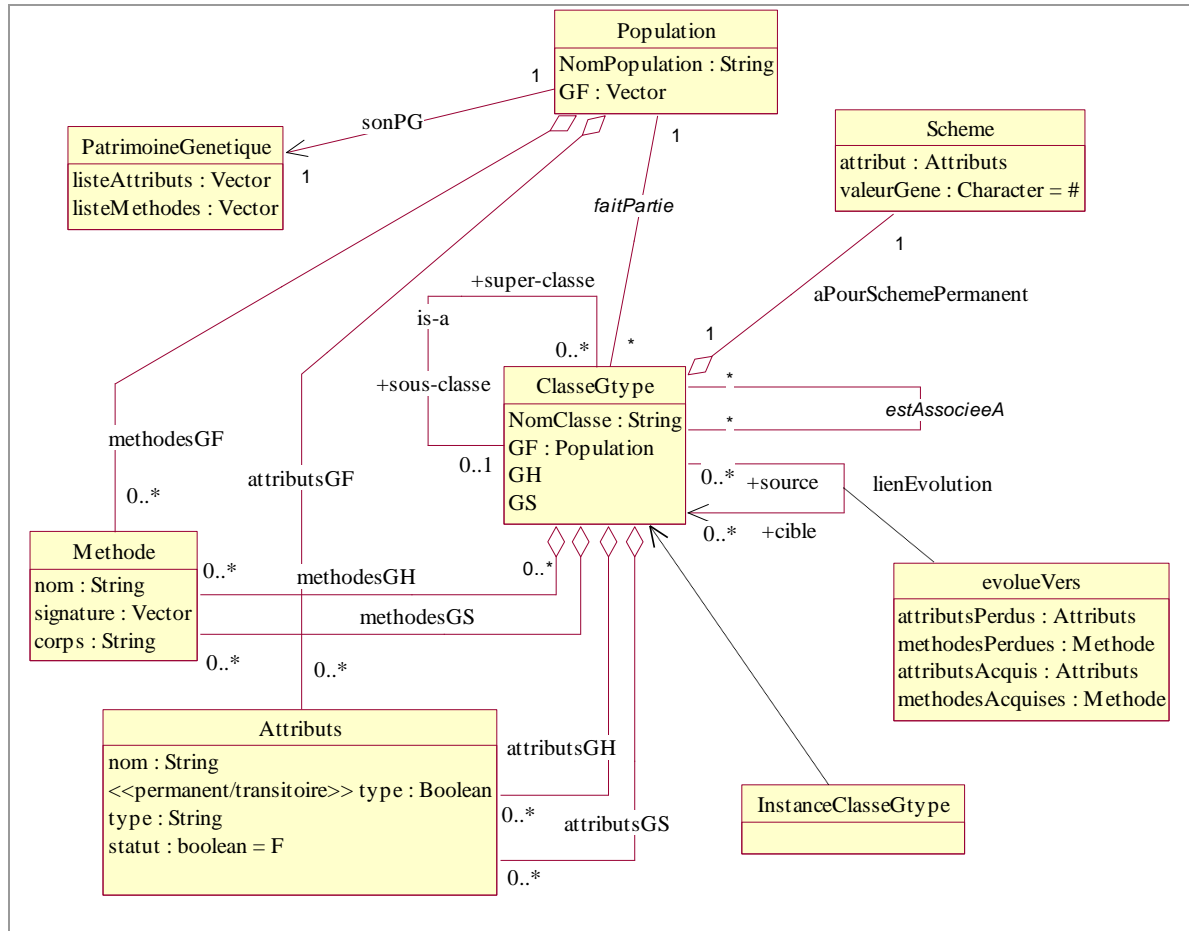 Population
NomPopulation : String
GF : Vector
1
sonPG
1
PatrimoineGenetique
listeAttributs : Vector
listeMethodes : Vector
1
faitPartie
*
Scheme
attribut : Attributs
valeurGene : Character = #
1
aPourSchemePermanent
1
+super-classe
is-a
0..*
+sous-classe
0..1
ClasseGtype
NomClasse : String
GF : Population
GH
GS
*
estAssocieeA
*
0..*
+source
lienEvolution
0..*
+cible
methodesGF
0..*
attributsGF
0..*
Methode
nom : String
signature : Vector
corps : String
0..*
methodesGH
0..*
methodesGS
0..*
evolueVers
attributsPerdus : Attributs
methodesPerdues : Methode
attributsAcquis : Attributs
methodesAcquises : Methode
Attributs
nom : String
<<permanent/transitoire>> type : Boolean
type : String
statut : boolean = F
attributsGH
0..*
attributsGS
0..*
InstanceClasseGtype